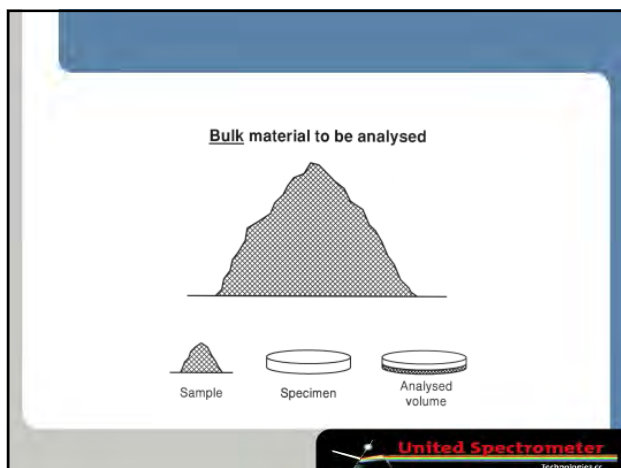 Bulk material to be analysed
Sample
Specimen
Analysed
volume
United Spectrometer
Technologies cc